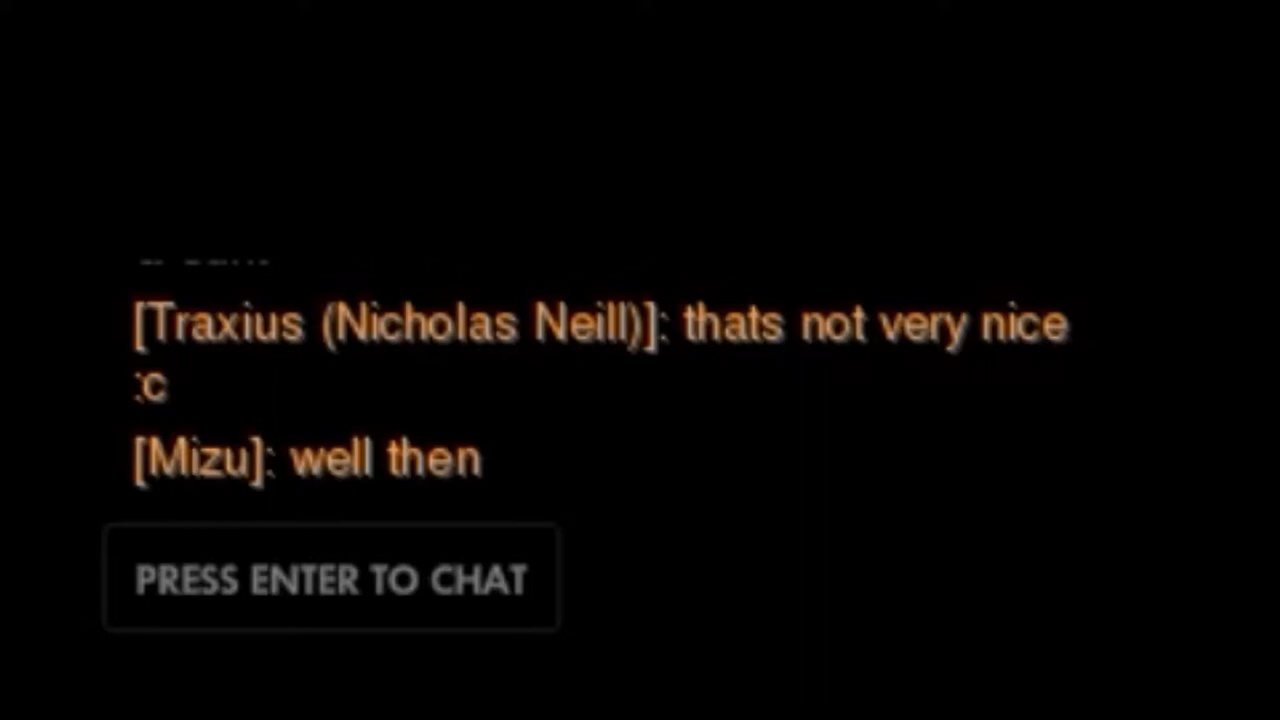 [Traxius (Nicholas Neill)]: thats not very nice
:c
[Mizu]: well then
PRESS ENTER TO CHAT